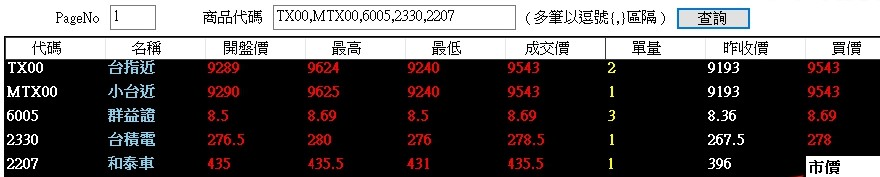 PageNo 1 商品代碼 TX00,MTX00,6005,2330,2207 (多筆以逗號{,}區隔) 查詢
代碼 名稱 開盤價 最高 最低 成交價 單量 昨收價 買價
TX00 台指近 9289 9624 9240 9543 2 9193 9543
MTX00 小台近 9290 9625 9240 9543 1 9193 9543
6005 群益證 8.5 8.69 8.5 8.69 3 8.36 8.69
2330 台積電 276.5 280 276 278.5 1 267.5 278
2207 和泰車 435 435.5 431 435.5 1 396 市價